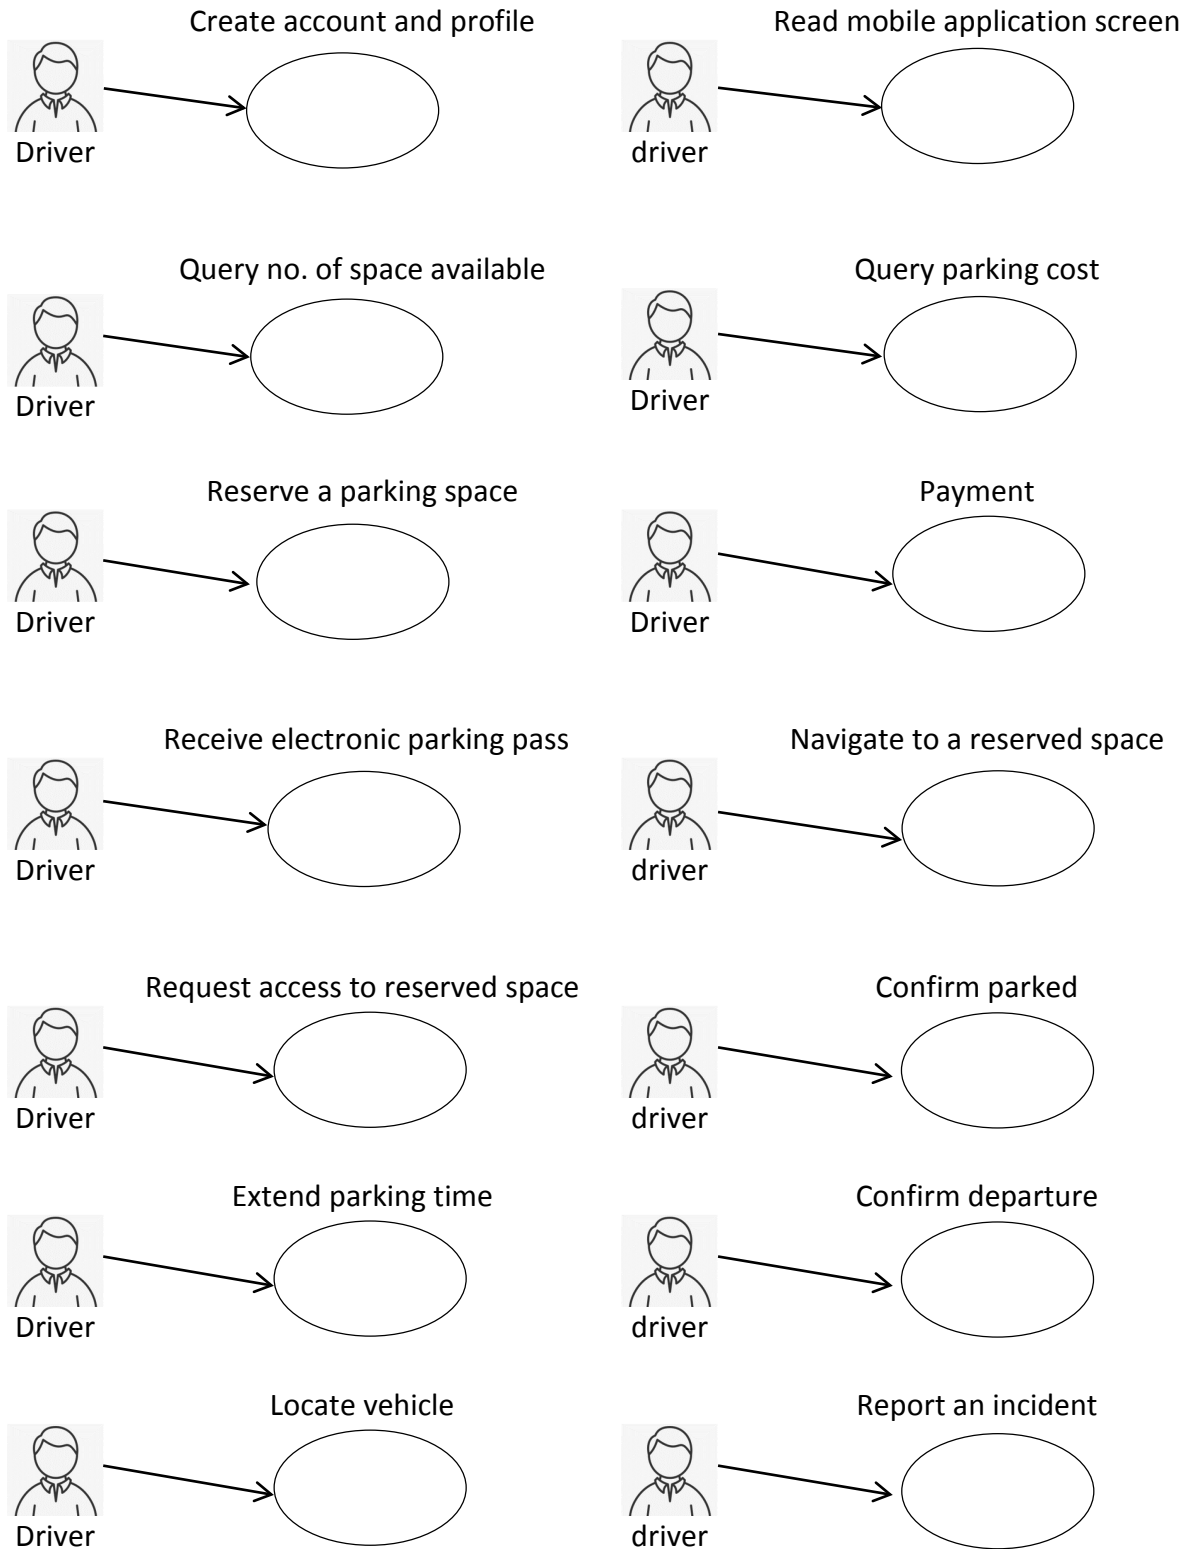 Create account and profile
Driver
Read mobile application screen
driver
Query no. of space available
Driver
Query parking cost
Driver
Reserve a parking space
Driver
Payment
Driver
Receive electronic parking pass
Driver
Navigate to a reserved space
driver
Request access to reserved space
Driver
Confirm parked
driver
Extend parking time
Driver
Confirm departure
driver
Locate vehicle
Driver
Report an incident
driver